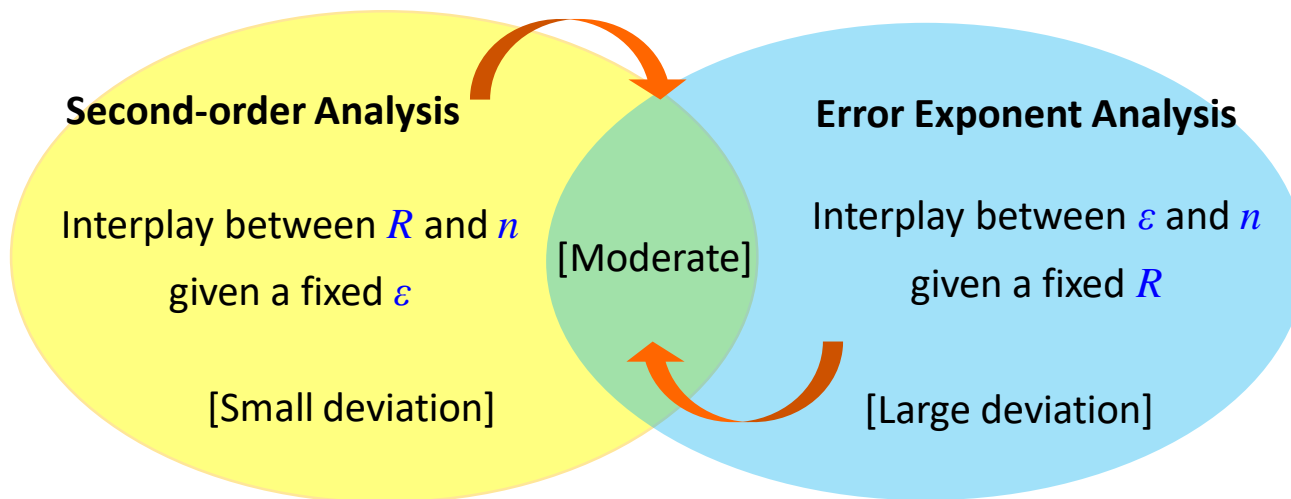 Second-order Analysis
Interplay between R and n
given a fixed ε
[Small deviation]
[Moderate]
Error Exponent Analysis
Interplay between ε and n
given a fixed R
[Large deviation]